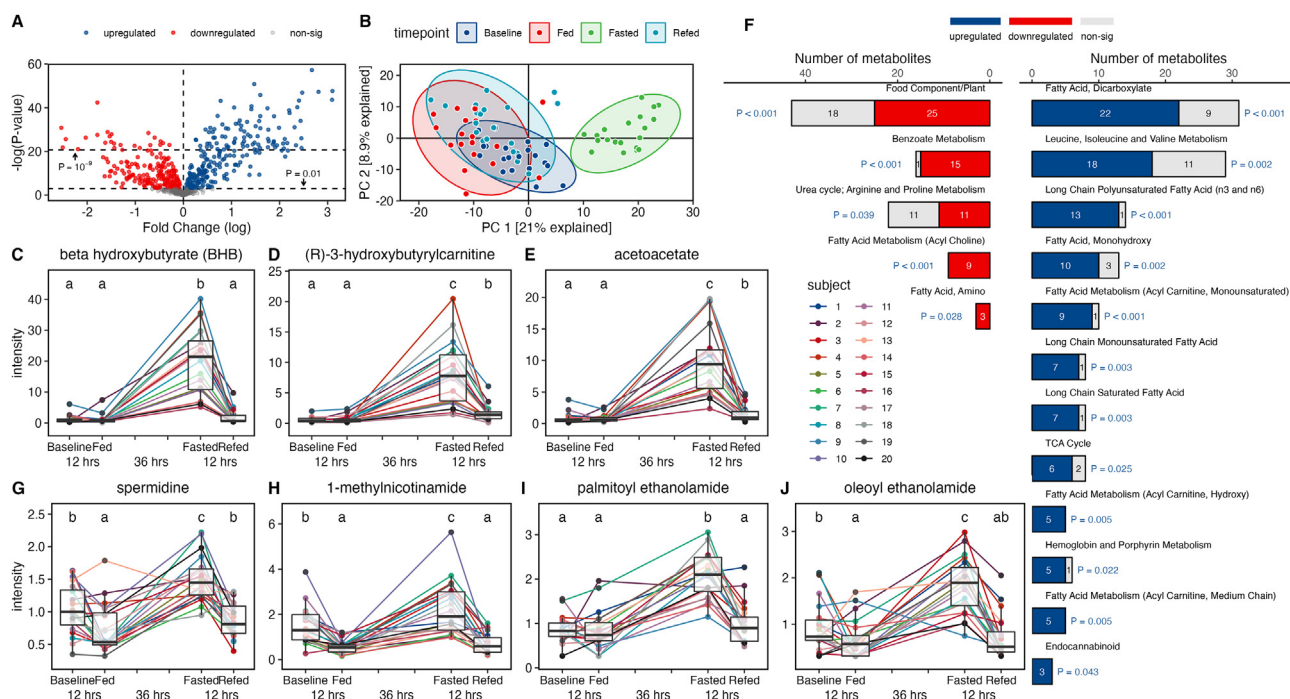 A
upregulated downregulated non-sig
-log(P-value)
60
40
20
0
P = 10⁻⁹
P = 0.01
-2 -1 0 1 2 3
Fold Change (log)
B
timepoint Baseline Fed Fasted Refed
PC 2 [8.9% explained]
20
10
0
-10
-20
-20 -10 0 10 20 30
PC 1 [21% explained]
C
beta hydroxybutyrate (BHB)
intensity
40
30
20
10
0
a a b a
Baseline Fed Fasted Refed
12 hrs 36 hrs 12 hrs
D
(R)-3-hydroxybutyrylcarnitine
25
20
15
10
5
0
a a c b
Baseline Fed Fasted Refed
12 hrs 36 hrs 12 hrs
E
acetoacetate
20
15
10
5
0
a a c b
Baseline Fed Fasted Refed
12 hrs 36 hrs 12 hrs
subject
1 11
2 12
3 13
4 14
5 15
6 16
7 17
8 18
9 19
10 20
F
upregulated downregulated non-sig
Number of metabolites
40 20 0
Food Component/Plant
P < 0.001 18 25
Benzoate Metabolism
P < 0.001 1 15
Urea cycle; Arginine and Proline Metabolism
P = 0.039 11 11
Fatty Acid Metabolism (Acyl Choline)
P < 0.001 9
Fatty Acid, Amino
P = 0.028 3
Number of metabolites
0 10 20 30
Fatty Acid, Dicarboxylate
22 9 P < 0.001
Leucine, Isoleucine and Valine Metabolism
18 11 P = 0.002
Long Chain Polyunsaturated Fatty Acid (n3 and n6)
13 1 P < 0.001
Fatty Acid, Monohydroxy
10 3 P = 0.002
Fatty Acid Metabolism (Acyl Carnitine, Monounsaturated)
9 1 P < 0.001
Long Chain Monounsaturated Fatty Acid
7 1 P = 0.003
Long Chain Saturated Fatty Acid
7 1 P = 0.003
TCA Cycle
6 2 P = 0.025
Fatty Acid Metabolism (Acyl Carnitine, Hydroxy)
5 P = 0.005
Hemoglobin and Porphyrin Metabolism
5 1 P = 0.022
Fatty Acid Metabolism (Acyl Carnitine, Medium Chain)
5 P = 0.005
Endocannabinoid
3 P = 0.043
G
spermidine
intensity
2.5
2.0
1.5
1.0
0.5
b a c b
Baseline Fed Fasted Refed
12 hrs 36 hrs 12 hrs
H
1-methylnicotinamide
6
4
2
0
b a c a
Baseline Fed Fasted Refed
12 hrs 36 hrs 12 hrs
I
palmitoyl ethanolamide
3
2
1
0
a a b a
Baseline Fed Fasted Refed
12 hrs 36 hrs 12 hrs
J
oleoyl ethanolamide
3
2
1
b a c ab
Baseline Fed Fasted Refed
12 hrs 36 hrs 12 hrs